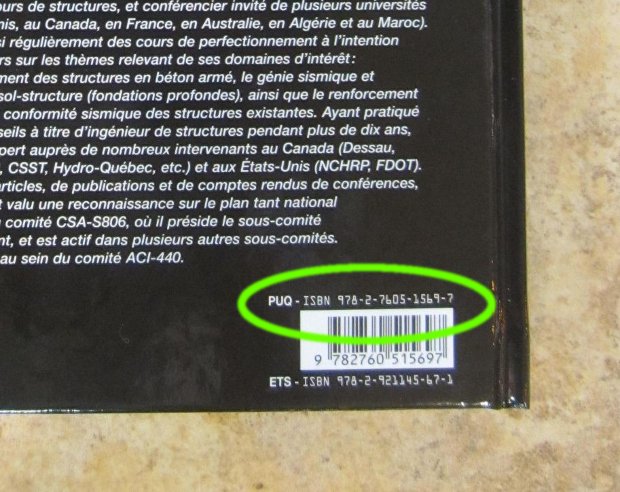 ours de structures, et conférencier invité de plusieurs universités
nis, au Canada, en France, en Australie, en Algérie et au Maroc).
si régulièrement des cours de perfectionnement à l'intention
rs sur les thèmes relevant de ses domaines d'intérêt:
ment des structures en béton armé, le génie sismique et
sol-structure (fondations profondes), ainsi que le renforcement
conformité sismique des structures existantes. Ayant pratiqué
seils à titre d'ingénieur de structures pendant plus de dix ans,
pert auprès de nombreux intervenants au Canada (Dessau,
, CSST, Hydro-Québec, etc.) et aux États-Unis (NCHRP, FDOT).
articles, de publications et de comptes rendus de conférences,
t valu une reconnaissance sur le plan tant national
u comité CSA-S806, où il préside le sous-comité
nt, et est actif dans plusieurs autres sous-comités.
au sein du comité ACI-440.
PUQ - ISBN 978-2-7605-1569-7
9 782760 515697
ETS - ISBN 978-2-921145-67-1